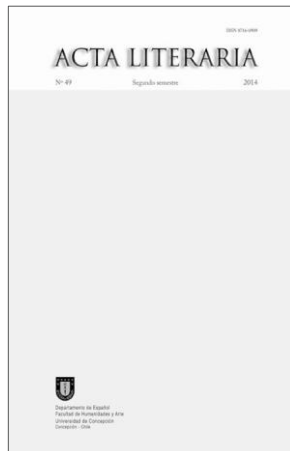 ACTA LITERARIA
Nº 49 Segundo semestre 2014
Departamento de Español
Facultad de Humanidades y Arte
Universidad de Concepción
Concepción - Chile